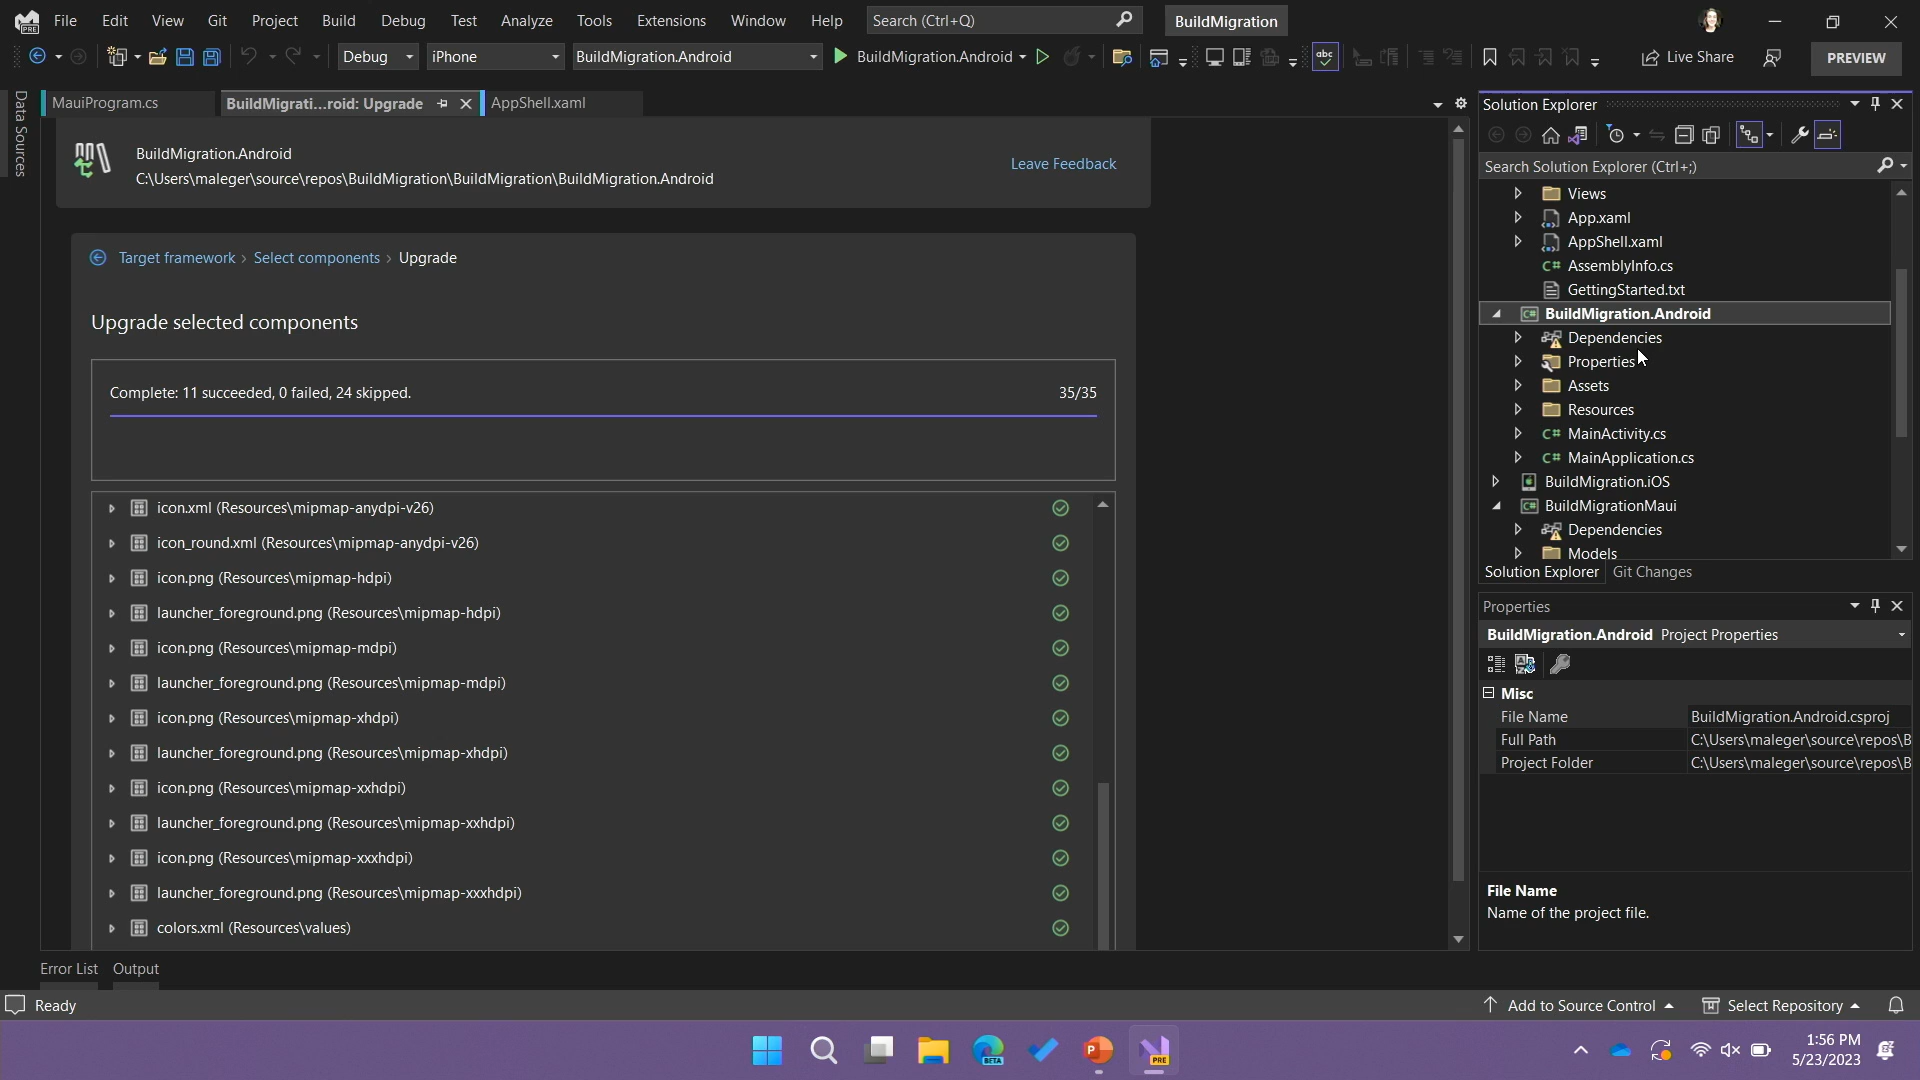 File Edit View Git Project Build Debug Test Analyze Tools Extensions Window Help Search (Ctrl+Q) BuildMigration
Debug iPhone BuildMigration.Android BuildMigration.Android abc Live Share PREVIEW
Data Sources
MauiProgram.cs BuildMigrati...roid: Upgrade AppShell.xaml
BuildMigration.Android
C:\Users\maleger\source\repos\BuildMigration\BuildMigration\BuildMigration.Android
Leave Feedback
Target framework › Select components › Upgrade
Upgrade selected components
Complete: 11 succeeded, 0 failed, 24 skipped. 35/35
icon.xml (Resources\mipmap-anydpi-v26)
icon_round.xml (Resources\mipmap-anydpi-v26)
icon.png (Resources\mipmap-hdpi)
launcher_foreground.png (Resources\mipmap-hdpi)
icon.png (Resources\mipmap-mdpi)
launcher_foreground.png (Resources\mipmap-mdpi)
icon.png (Resources\mipmap-xhdpi)
launcher_foreground.png (Resources\mipmap-xhdpi)
icon.png (Resources\mipmap-xxhdpi)
launcher_foreground.png (Resources\mipmap-xxhdpi)
icon.png (Resources\mipmap-xxxhdpi)
launcher_foreground.png (Resources\mipmap-xxxhdpi)
colors.xml (Resources\values)
Solution Explorer
Search Solution Explorer (Ctrl+;)
Views
App.xaml
AppShell.xaml
C# AssemblyInfo.cs
GettingStarted.txt
C# BuildMigration.Android
Dependencies
Properties
Assets
Resources
C# MainActivity.cs
C# MainApplication.cs
BuildMigration.iOS
C# BuildMigrationMaui
Dependencies
Models
Solution Explorer Git Changes
Properties
BuildMigration.Android Project Properties
Misc
File Name BuildMigration.Android.csproj
Full Path C:\Users\maleger\source\repos\B
Project Folder C:\Users\maleger\source\repos\B
File Name
Name of the project file.
Error List Output
Ready
Add to Source Control Select Repository
BETA PRE
1:56 PM
5/23/2023